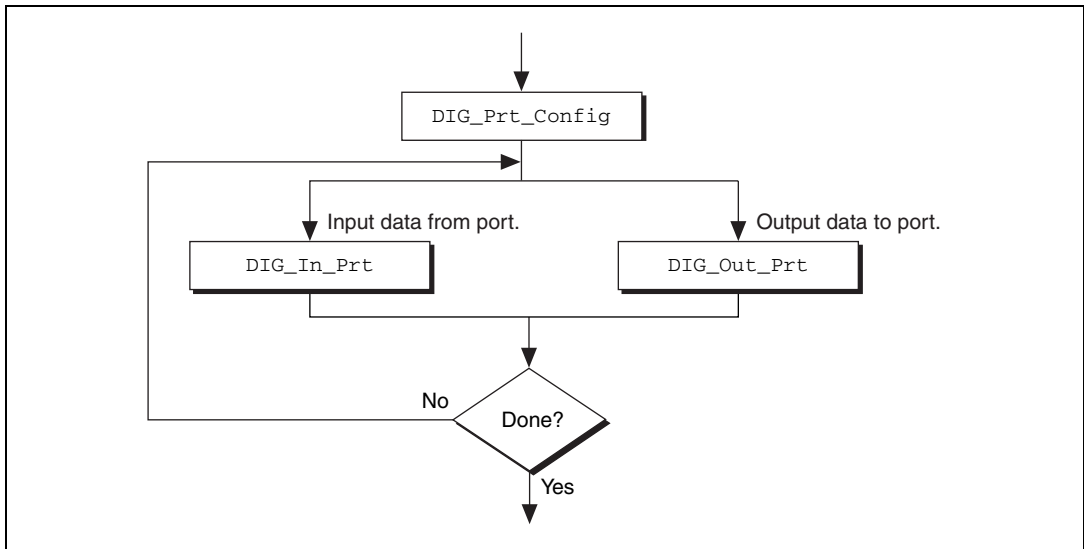 DIG_Prt_Config
Input data from port.
Output data to port.
DIG_In_Prt
DIG_Out_Prt
No
Done?
Yes